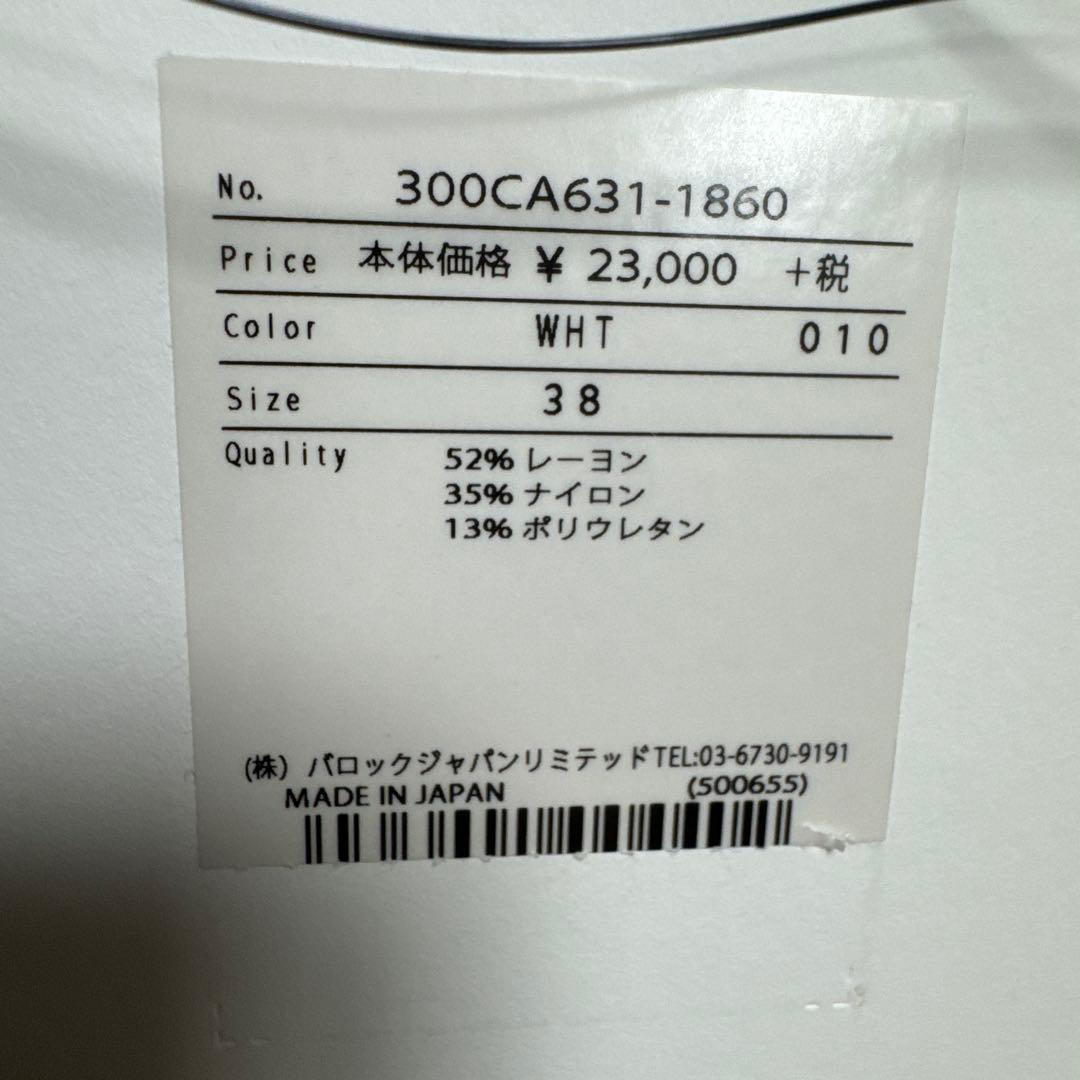 No. 300CA631-1860
Price 本体価格 ¥ 23,000 +税
Color WHT 010
Size 38
Quality 52% レーヨン
35% ナイロン
13% ポリウレタン
(株) バロックジャパンリミテッド TEL:03-6730-9191
MADE IN JAPAN (500655)